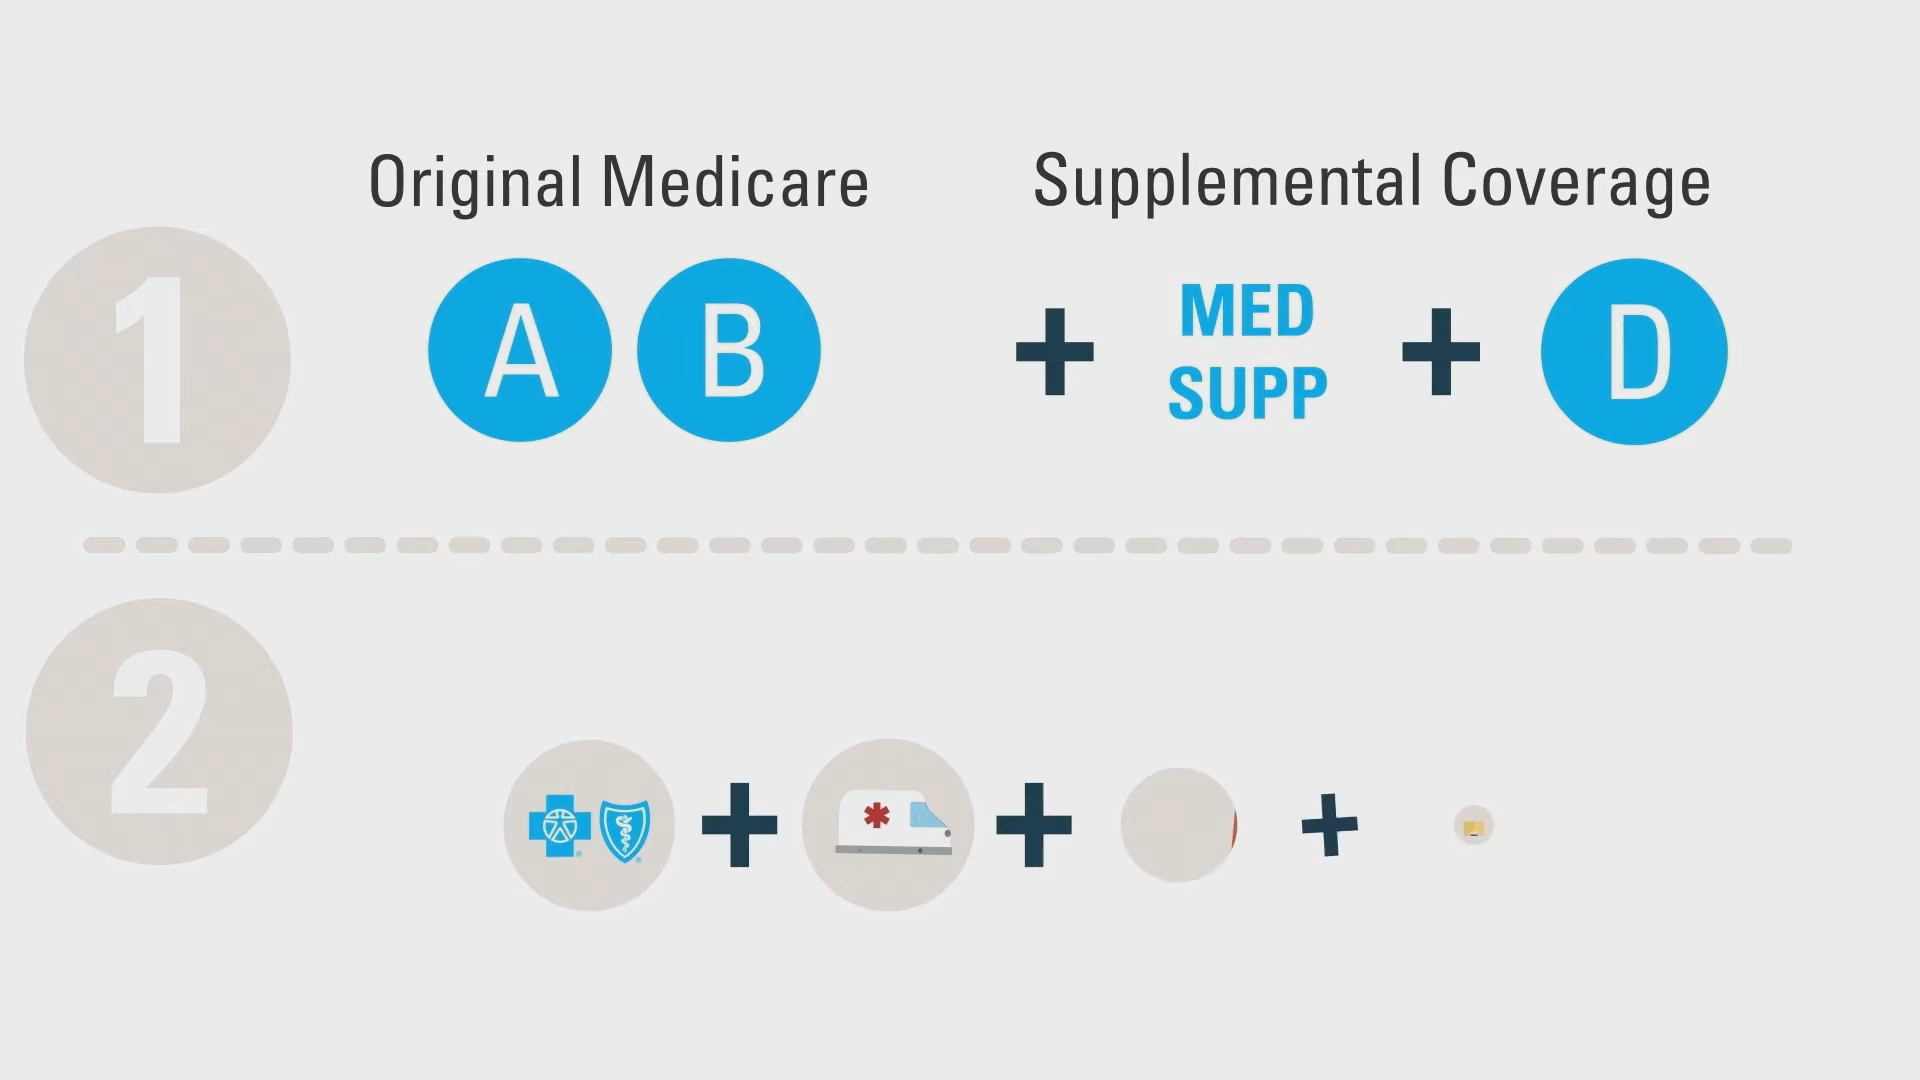 Original Medicare
Supplemental Coverage
1
A B + MED SUPP + D
2
+ + +